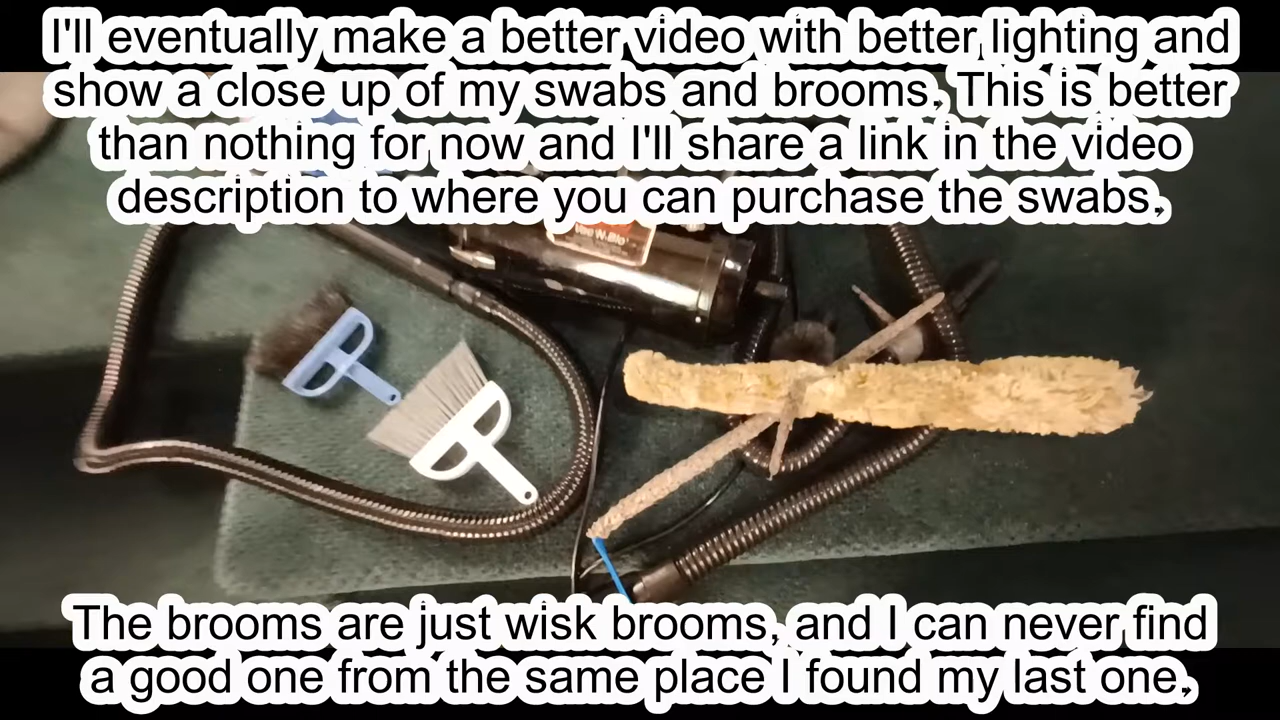 I'll eventually make a better video with better lighting and
show a close up of my swabs and brooms. This is better
than nothing for now and I'll share a link in the video
description to where you can purchase the swabs.
Vac 'N' Blo
The brooms are just wisk brooms, and I can never find
a good one from the same place I found my last one.